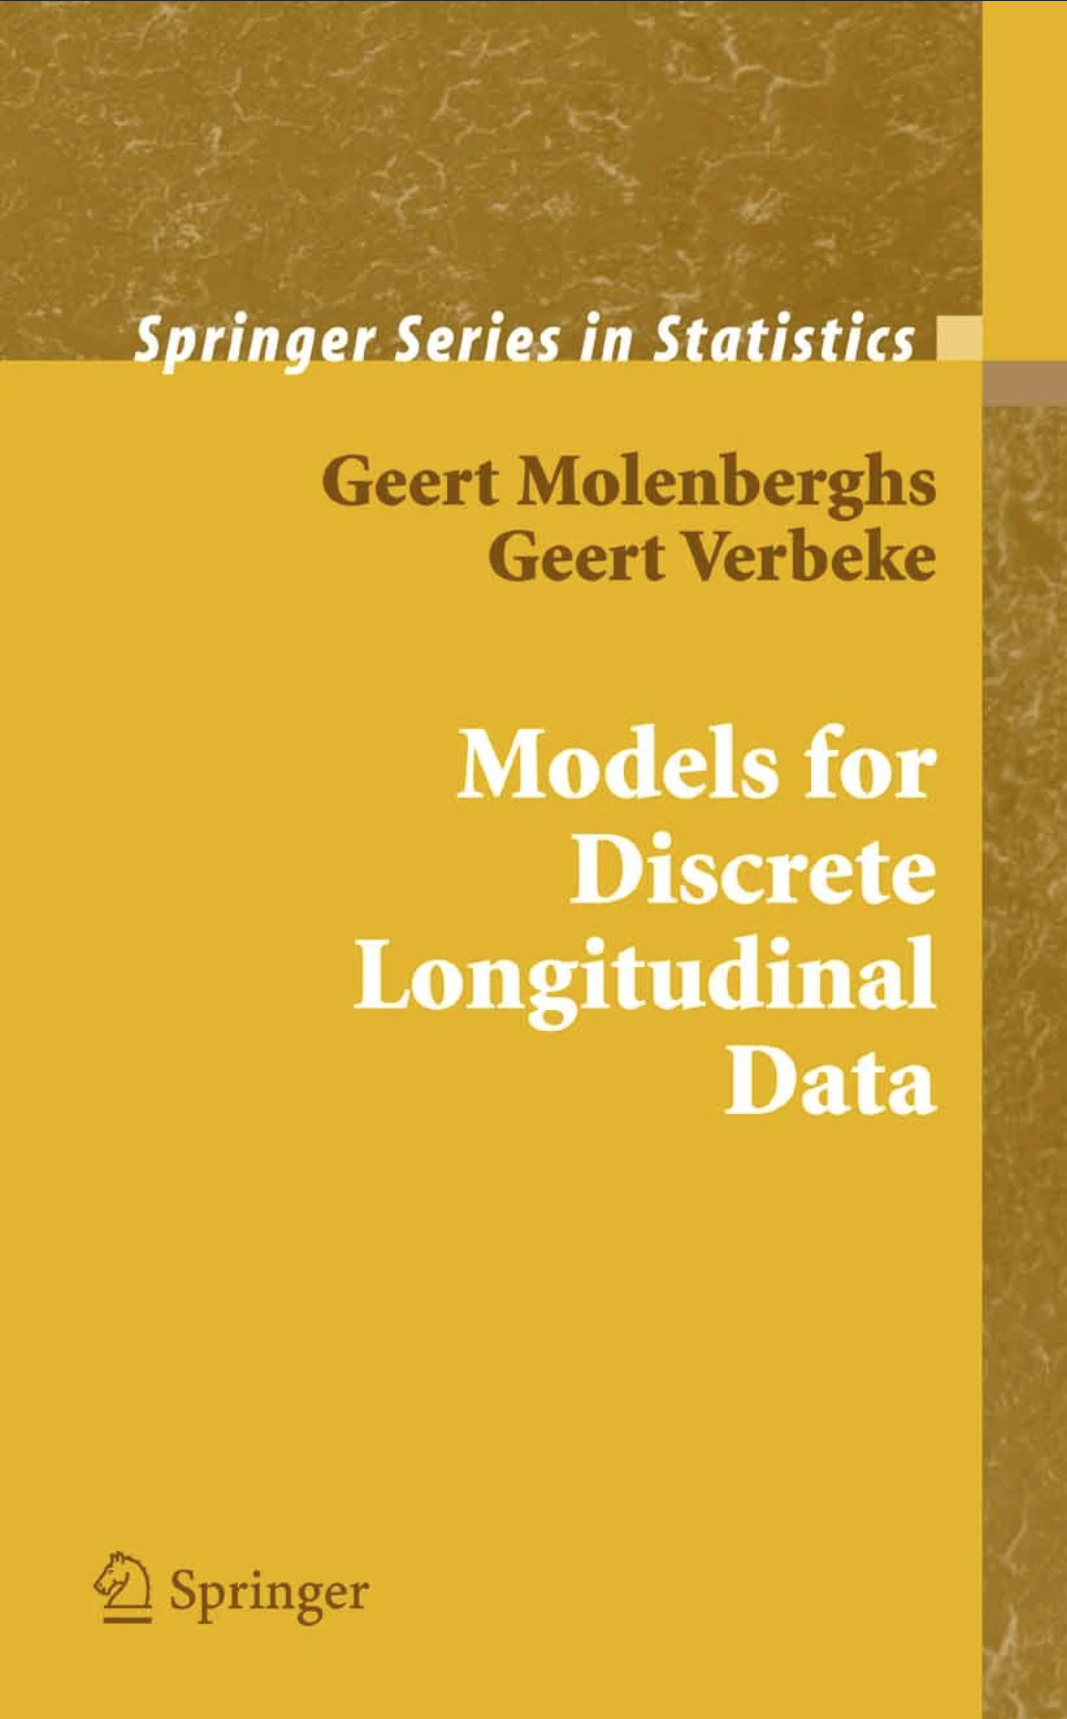 Springer Series in Statistics
Geert Molenberghs
Geert Verbeke
Models for
Discrete
Longitudinal
Data
Springer